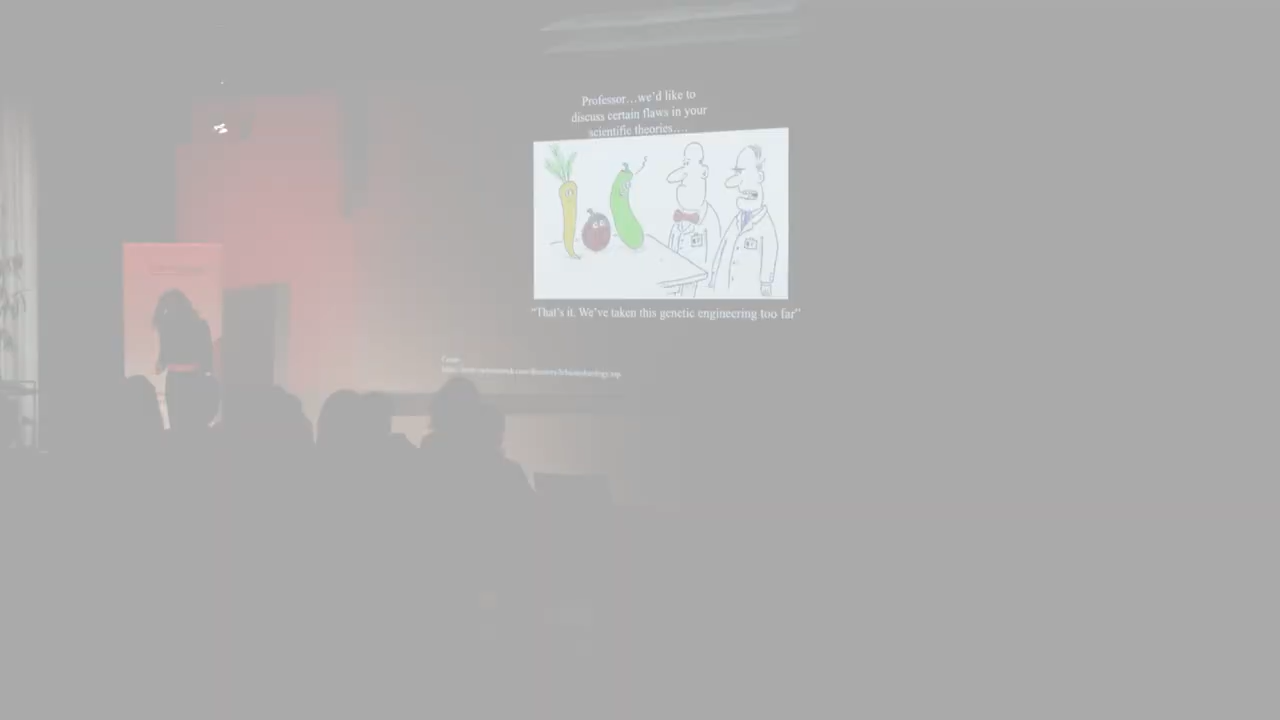 Professor...we'd like to
discuss certain flaws in your
scientific theories....
"That's it. We've taken this genetic engineering too far"